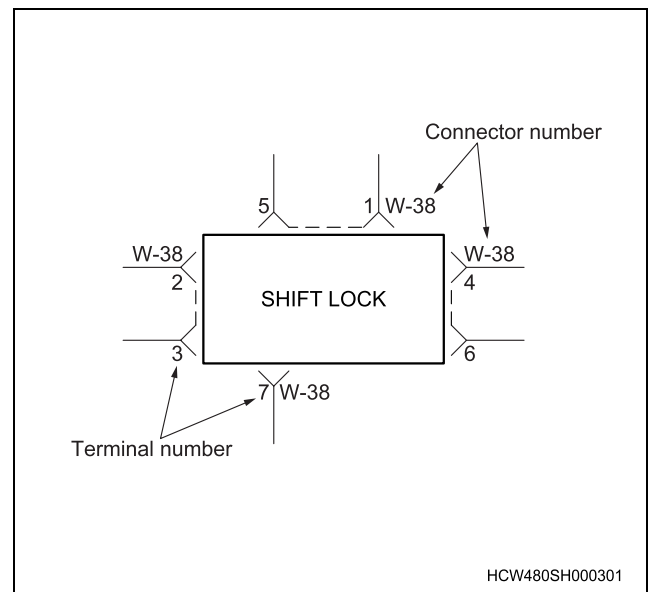 Connector number
5 1 W-38
W-38 W-38
2 SHIFT LOCK 4
3 6
7 W-38
Terminal number
HCW480SH000301